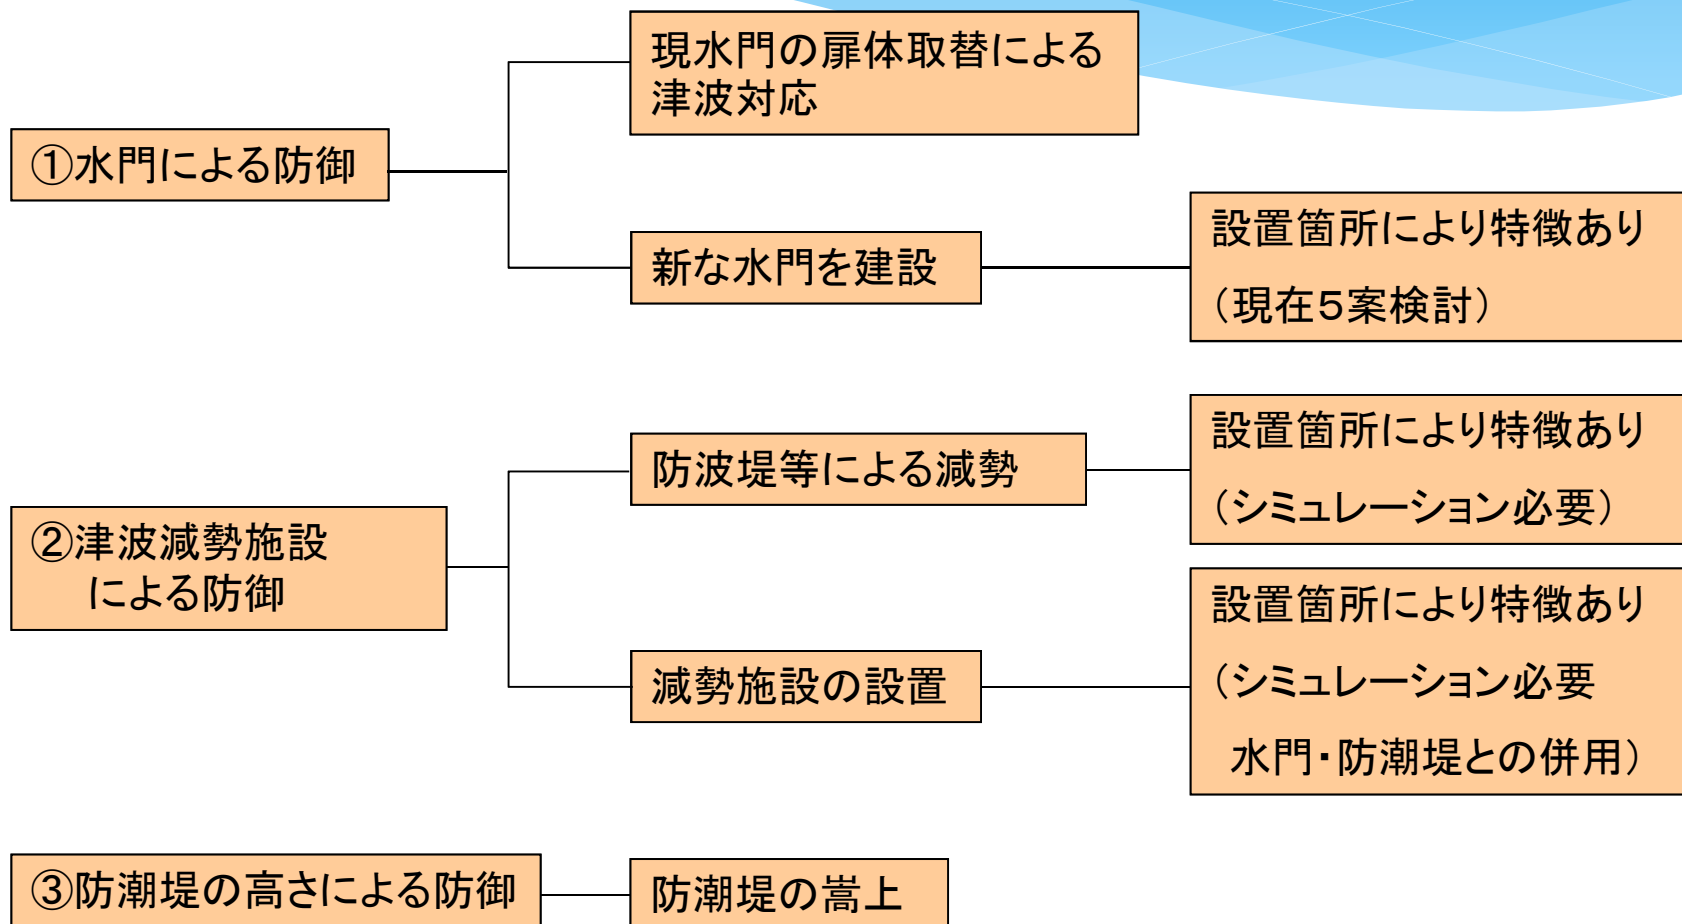 現水門の扉体取替による
津波対応
①水門による防御
新な水門を建設
設置箇所により特徴あり
（現在５案検討）
防波堤等による減勢
設置箇所により特徴あり
（シミュレーション必要）
②津波減勢施設
による防御
減勢施設の設置
設置箇所により特徴あり
（シミュレーション必要
水門・防潮堤との併用）
③防潮堤の高さによる防御
防潮堤の嵩上